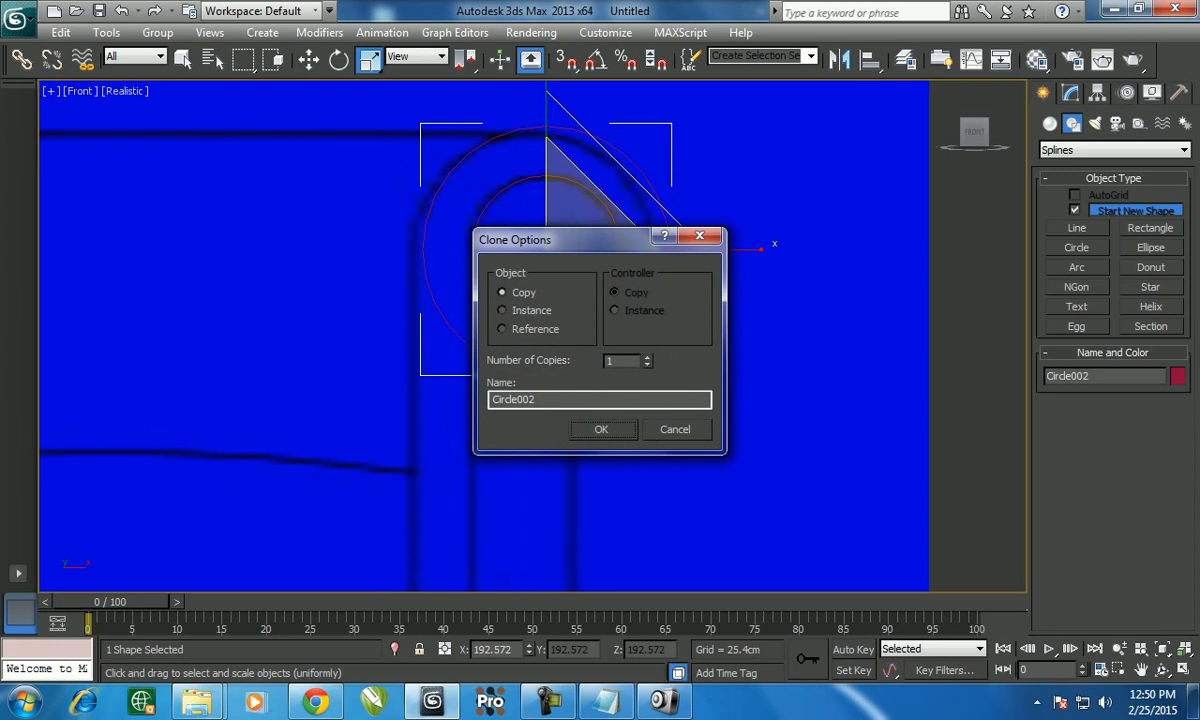 Workspace: Default
Autodesk 3ds Max 2013 x64 Untitled
Type a keyword or phrase
Edit Tools Group Views Create Modifiers Animation Graph Editors Rendering Customize MAXScript Help
All
View
3
Create Selection Se
[+] [Front] [Realistic]
FRONT
x
Splines
- Object Type
AutoGrid
Start New Shape
Line Rectangle
Circle Ellipse
Arc Donut
NGon Star
Text Helix
Egg Section
- Name and Color
Circle002
Clone Options
Object
Copy
Instance
Reference
Controller
Copy
Instance
Number of Copies: 1
Name:
Circle002
OK Cancel
y x
0 / 100
0 5 10 15 20 25 30 35 40 45 50 55 60 65 70 75 80 85 90 95 100
1 Shape Selected
X: 192.572 Y: 192.572 Z: 192.572
Grid = 25.4cm
Auto Key Selected
Welcome to M
Click and drag to select and scale objects (uniformly)
Add Time Tag
Set Key Key Filters... 0
Pro
12:50 PM
2/25/2015